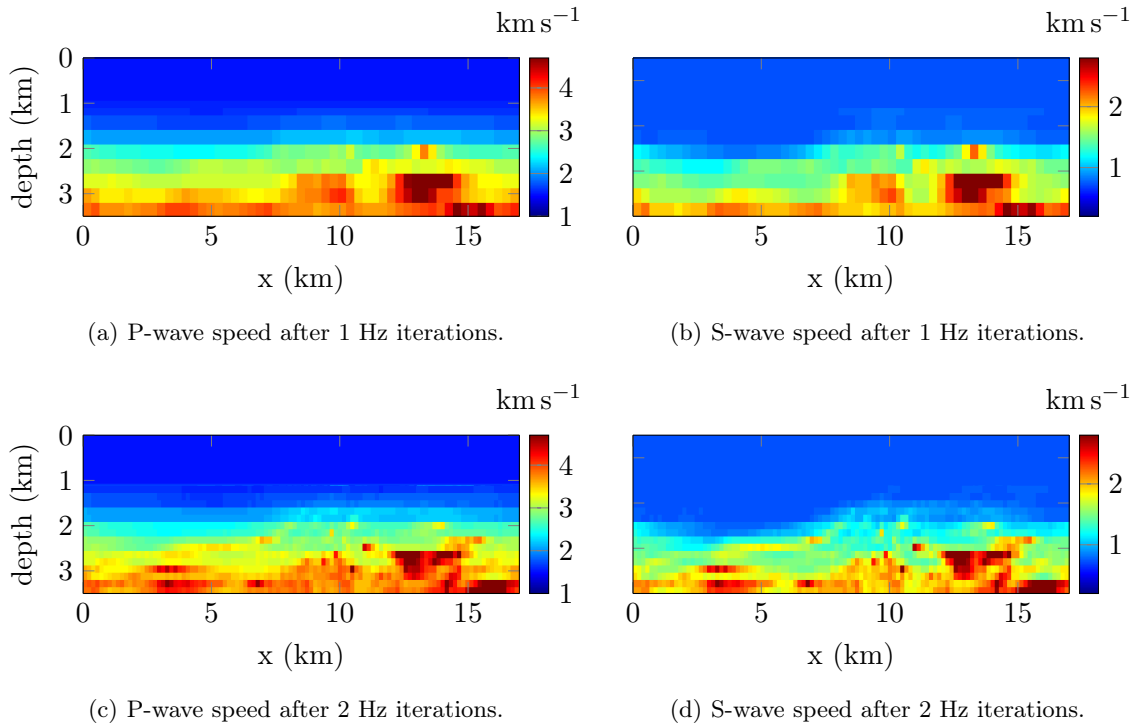 km s−1
km s−1
0
1
2
3
depth (km)
0
5
10
15
x (km)
4
3
2
1
0
5
10
15
x (km)
2
1
(a) P-wave speed after 1 Hz iterations.
(b) S-wave speed after 1 Hz iterations.
km s−1
km s−1
0
1
2
3
depth (km)
0
5
10
15
x (km)
4
3
2
1
0
5
10
15
x (km)
2
1
(c) P-wave speed after 2 Hz iterations.
(d) S-wave speed after 2 Hz iterations.